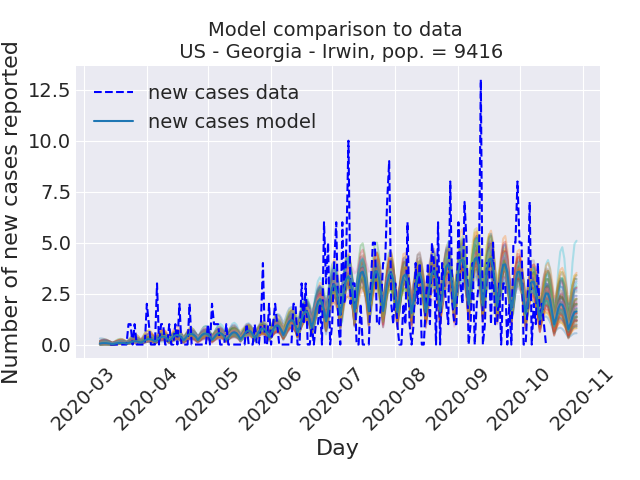 Model comparison to data
US - Georgia - Irwin, pop. = 9416
Number of new cases reported
12.5
10.0
7.5
5.0
2.5
0.0
new cases data
new cases model
2020-03
2020-04
2020-05
2020-06
2020-07
2020-08
2020-09
2020-10
2020-11
Day